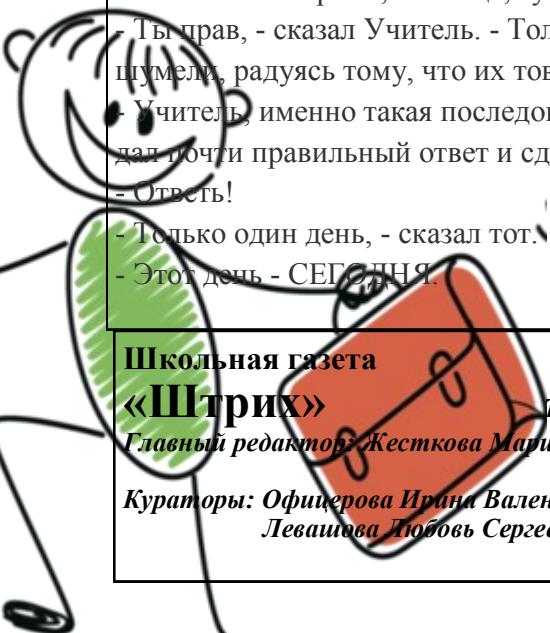 - Ты прав, - сказал Учитель. - Тол
шумели, радуясь тому, что их тов
- Учитель, именно такая последо
дал почти правильный ответ и сд
- Ответь!
- Только один день, - сказал тот.
- Этот день - СЕГОДНЯ.
Школьная газета
«Штрих»
Главный редактор: Жесткова Мари
Кураторы: Офицерова Ирина Вален
Левашова Любовь Серге